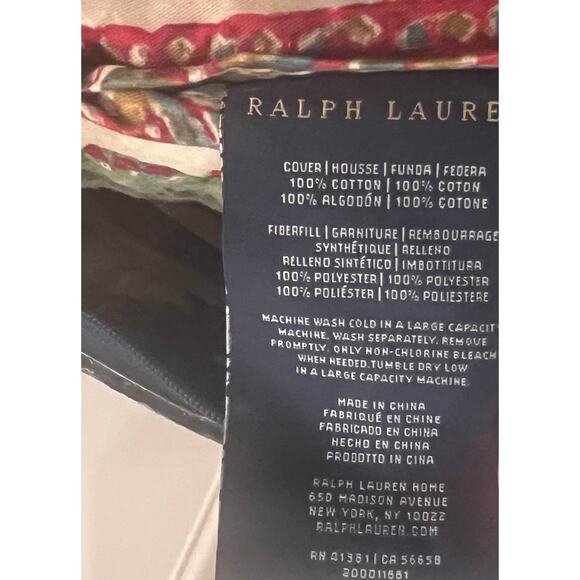 RALPH LAURE
COVER | HOUSSE | FUNDA | FEDERA
100% COTTON | 100% COTON
100% ALGODÓN | 100% COTONE
FIBERFILL | GARNITURE | REMBOURRAGE
SYNTHÉTIQUE | RELLENO
RELLENO SINTÉTICO | IMBOTTITURA
100% POLYESTER | 100% POLYESTER
100% POLIÉSTER | 100% POLIESTERE
MACHINE WASH COLD IN A LARGE CAPACIT
MACHINE. WASH SEPARATELY. REMOVE
PROMPTLY. ONLY NON-CHLORINE BLEACH
WHEN NEEDED.TUMBLE DRY LOW
IN A LARGE CAPACITY MACHINE.
MADE IN CHINA
FABRIQUÉ EN CHINE
FABRICADO EN CHINA
HECHO EN CHINA
PRODOTTO IN CINA
RALPH LAUREN HOME
650 MADISON AVENUE
NEW YORK, NY 10022
RALPHLAUREN.COM
RN 41381 | CA 56658
200011881